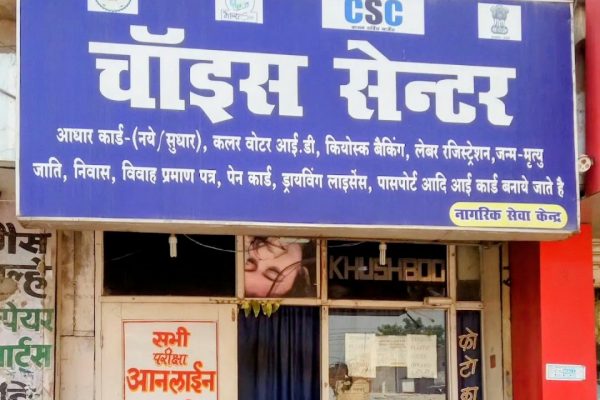 CSC
चॉइस सेन्टर
आधार कार्ड-(नये/सुधार), कलर वोटर आई.डी, कियोस्क बैकिंग, लेबर रजिस्ट्रेशन,जन्म-मृत्यु
जाति, निवास, विवाह प्रमाण पत्र, पेन कार्ड, ड्रायविंग लाइसेंस, पासपोर्ट आदि आई कार्ड बनाये जाते है
नागरिक सेवा केन्द्र
KHUSHBOO
सभी
परीक्षा
आनलाईन
स्पेयर
पार्ट्स
फोटो